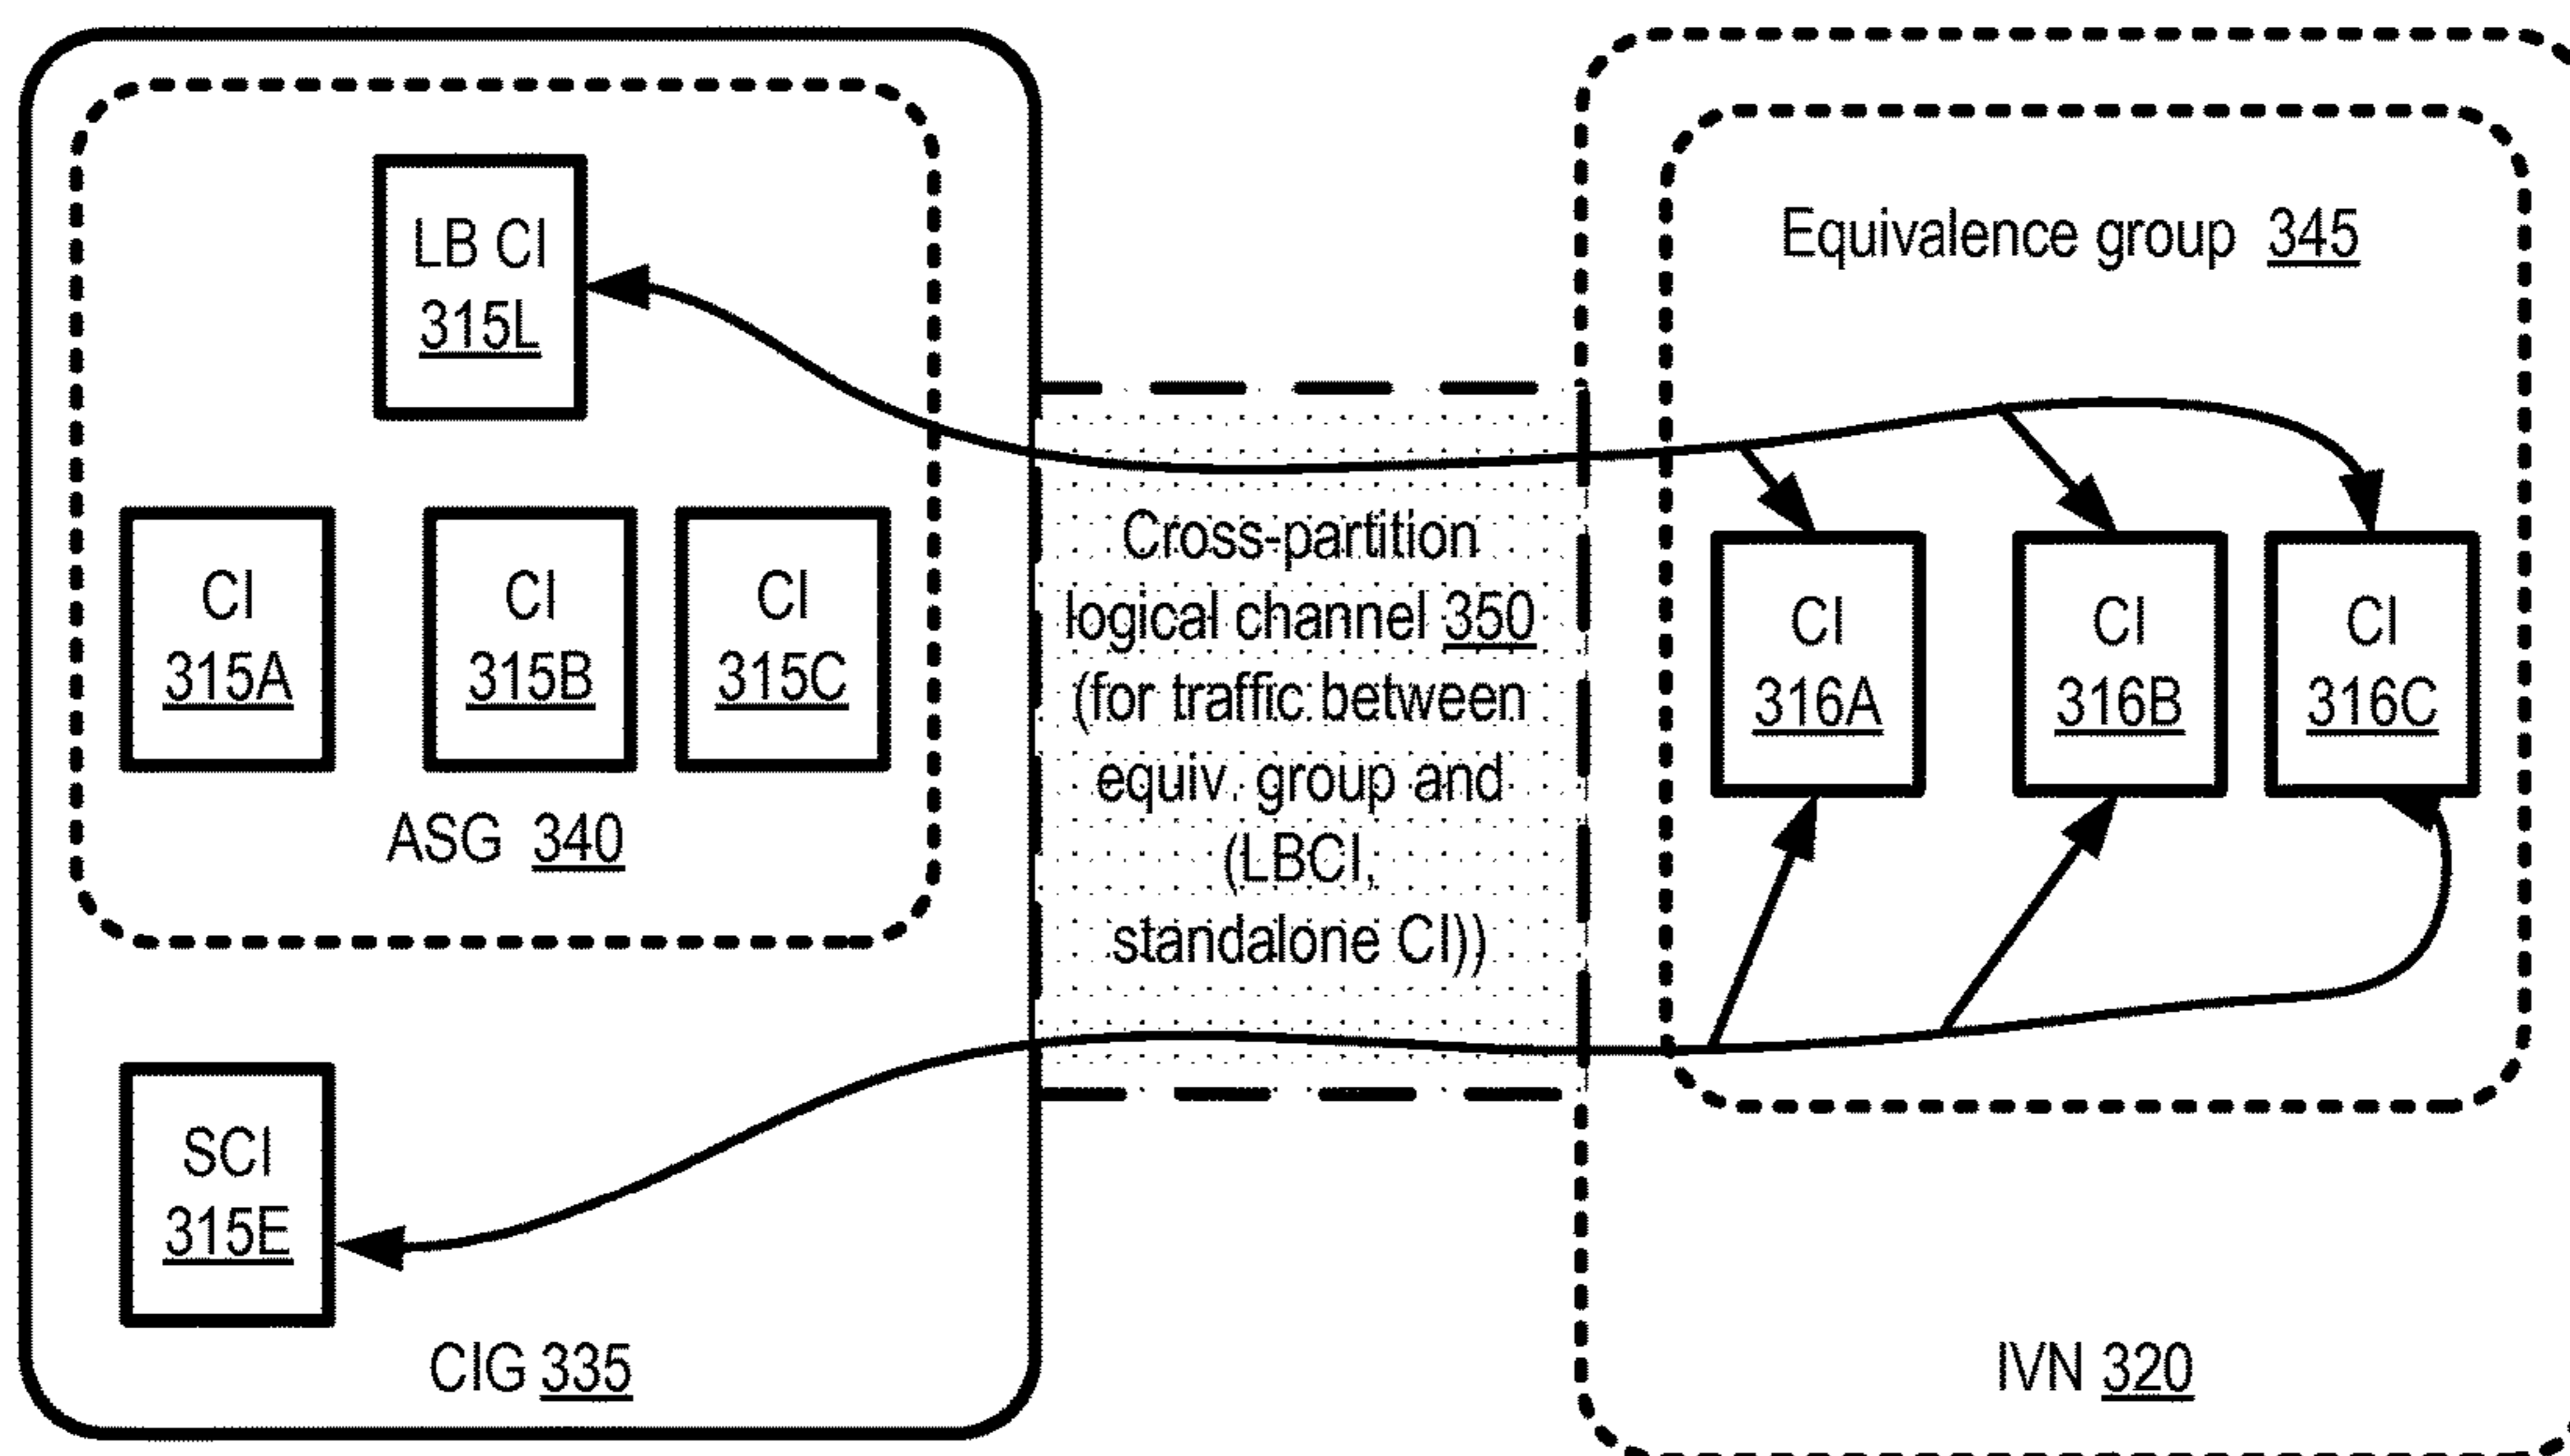 LB CI
315L
CI
315A
CI
315B
CI
315C
ASG 340
SCI
315E
CIG 335
Cross-partition
logical channel 350
(for traffic between
equiv. group and
(LBCI,
standalone CI))
Equivalence group 345
CI
316A
CI
316B
CI
316C
IVN 320